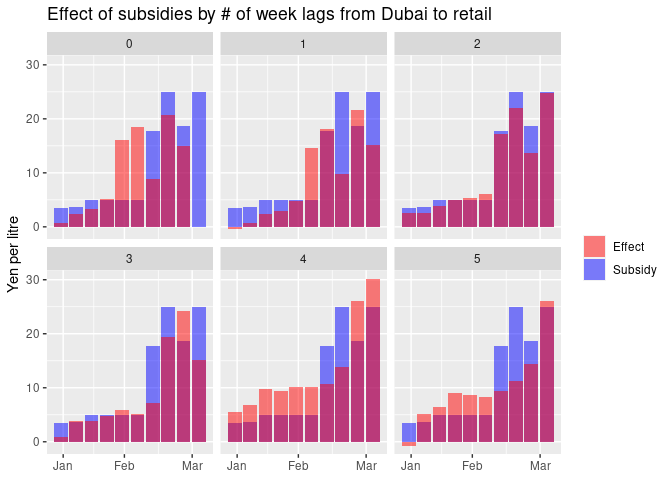 Effect of subsidies by # of week lags from Dubai to retail
0 1 2
30
20
10
0
3 4 5
30
20
10
0
Jan Feb Mar Jan Feb Mar Jan Feb Mar
Yen per litre
Effect
Subsidy